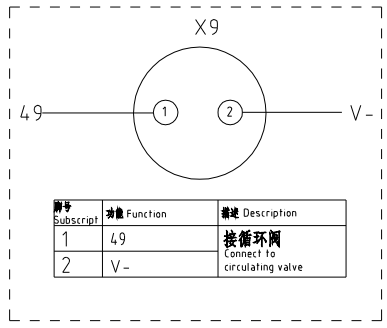 X9
49 1 2 V-
脚号 功能 Function 描述 Description
Subscript
1 49 接循环阀
Connect to
2 V- circulating valve